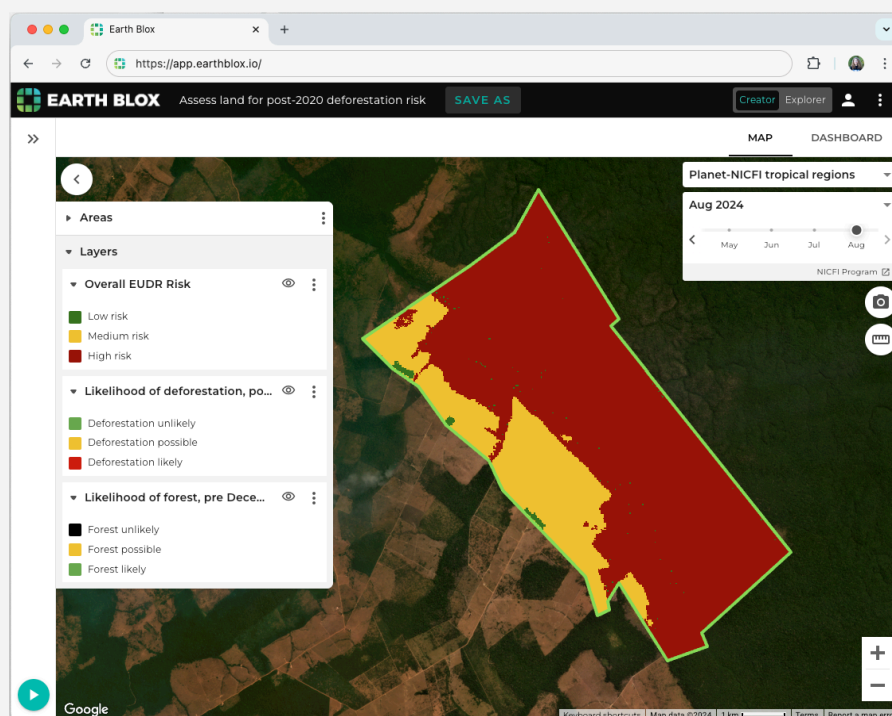 Earth Blox
https://app.earthblox.io/
EARTH BLOX
Assess land for post-2020 deforestation risk
SAVE AS
Creator
Explorer
MAP
DASHBOARD
Planet-NICFI tropical regions
Aug 2024
May
Jun
Jul
Aug
NICFI Program
Areas
Layers
Overall EUDR Risk
Low risk
Medium risk
High risk
Likelihood of deforestation, po...
Deforestation unlikely
Deforestation possible
Deforestation likely
Likelihood of forest, pre Dece...
Forest unlikely
Forest possible
Forest likely
Google
Keyboard shortcuts
Map data ©2024
1 km
Terms
Report a map